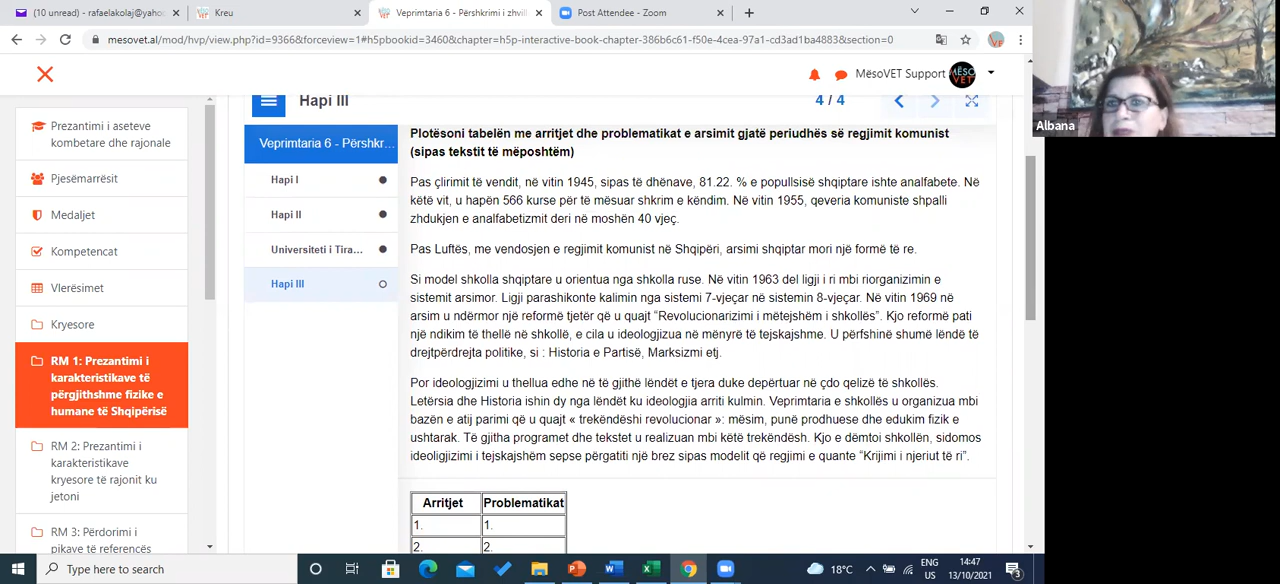 (10 unread) - rafaelakolaj@yaho
Kreu
Veprimtaria 6 - Përshkrimi i zhvill
Post Attendee - Zoom
mesovet.al/mod/hvp/view.php?id=9366&forceview=1#h5pbookid=3460&chapter=h5p-interactive-book-chapter-386b6c61-f50e-4cea-97a1-cd3ad1ba4883&section=0
MësoVET Support
MËSO
Albana
Prezantimi i aseteve
kombetare dhe rajonale
Pjesëmarrësit
Medaljet
Kompetencat
Vlerësimet
Kryesore
RM 1: Prezantimi i
karakteristikave të
përgjithshme fizike e
humane të Shqipërisë
RM 2: Prezantimi i
karakteristikave
kryesore të rajonit ku
jetoni
RM 3: Përdorimi i
pikave të referencës
Hapi III
4 / 4
Veprimtaria 6 - Përshkr...
Hapi I
Hapi II
Universiteti i Tira...
Hapi III
Plotësoni tabelën me arritjet dhe problematikat e arsimit gjatë periudhës së regjimit komunist
(sipas tekstit të mëposhtëm)
Pas çlirimit të vendit, në vitin 1945, sipas të dhënave, 81.22. % e popullsisë shqiptare ishte analfabete. Në
këtë vit, u hapën 566 kurse për të mësuar shkrim e këndim. Në vitin 1955, qeveria komuniste shpalli
zhdukjen e analfabetizmit deri në moshën 40 vjeç.
Pas Luftës, me vendosjen e regjimit komunist në Shqipëri, arsimi shqiptar mori një formë të re.
Si model shkolla shqiptare u orientua nga shkolla ruse. Në vitin 1963 del ligji i ri mbi riorganizimin e
sistemit arsimor. Ligji parashikonte kalimin nga sistemi 7-vjeçar në sistemin 8-vjeçar. Në vitin 1969 në
arsim u ndërmor një reformë tjetër që u quajt “Revolucionarizimi i mëtejshëm i shkollës”. Kjo reformë pati
një ndikim të thellë në shkollë, e cila u ideologjizua në mënyrë të tejskajshme. U përfshinë shumë lëndë të
drejtpërdrejta politike, si : Historia e Partisë, Marksizmi etj.
Por ideologjizimi u thellua edhe në të gjithë lëndët e tjera duke depërtuar në çdo qelizë të shkollës.
Letërsia dhe Historia ishin dy nga lëndët ku ideologjia arriti kulmin. Veprimtaria e shkollës u organizua mbi
bazën e atij parimi që u quajt « trekëndëshi revolucionar »: mësim, punë prodhuese dhe edukim fizik e
ushtarak. Të gjitha programet dhe tekstet u realizuan mbi këtë trekëndësh. Kjo e dëmtoi shkollën, sidomos
ideoligjizimi i tejskajshëm sepse përgatiti një brez sipas modelit që regjimi e quante “Krijimi i njeriut të ri”.
Arritjet Problematikat
1. 1.
2. 2.
Type here to search
18°C
ENG
US
14:47
13/10/2021
3